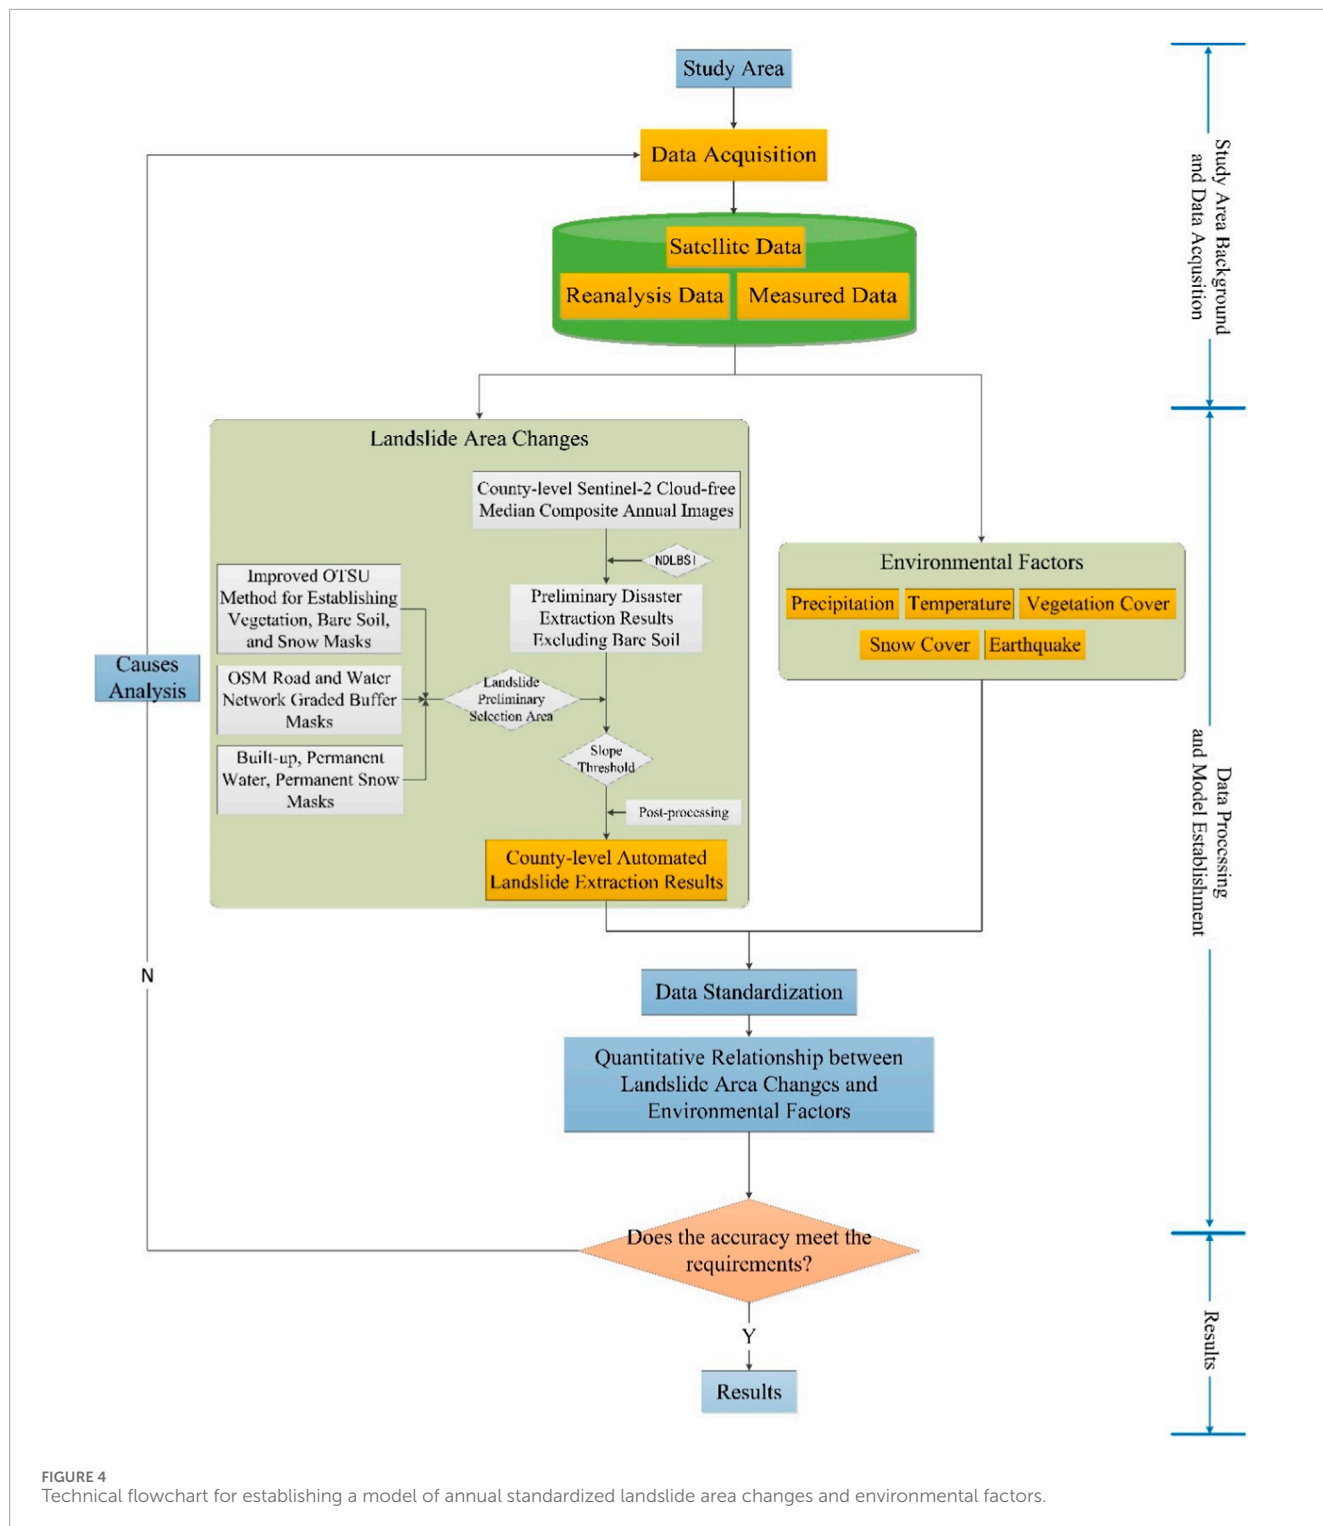 Study Area
Data Acquisition
Satellite Data
Reanalysis Data
Measured Data
Landslide Area Changes
County-level Sentinel-2 Cloud-free
Median Composite Annual Images
NDLBSI
Improved OTSU
Method for Establishing
Vegetation, Bare Soil,
and Snow Masks
Preliminary Disaster
Extraction Results
Excluding Bare Soil
OSM Road and Water
Network Graded Buffer
Masks
Landslide
Preliminary
Selection Area
Built-up, Permanent
Water, Permanent Snow
Masks
Slope
Threshold
Post-processing
County-level Automated
Landslide Extraction Results
Environmental Factors
Precipitation
Temperature
Vegetation Cover
Snow Cover
Earthquake
Causes
Analysis
N
Data Standardization
Quantitative Relationship between
Landslide Area Changes and
Environmental Factors
Does the accuracy meet the
requirements?
Y
Results
Study Area Background
and Data Acqusition
Data Processing
and Model Establishment
Results
FIGURE 4
Technical flowchart for establishing a model of annual standardized landslide area changes and environmental factors.